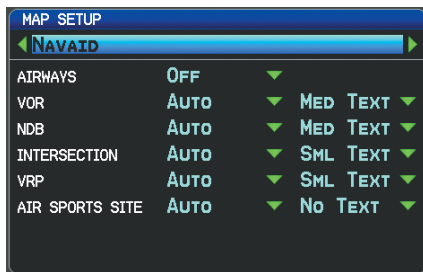 MAP SETUP
NAVAID
AIRWAYS OFF
VOR AUTO MED TEXT
NDB AUTO MED TEXT
INTERSECTION AUTO SML TEXT
VRP AUTO SML TEXT
AIR SPORTS SITE AUTO NO TEXT